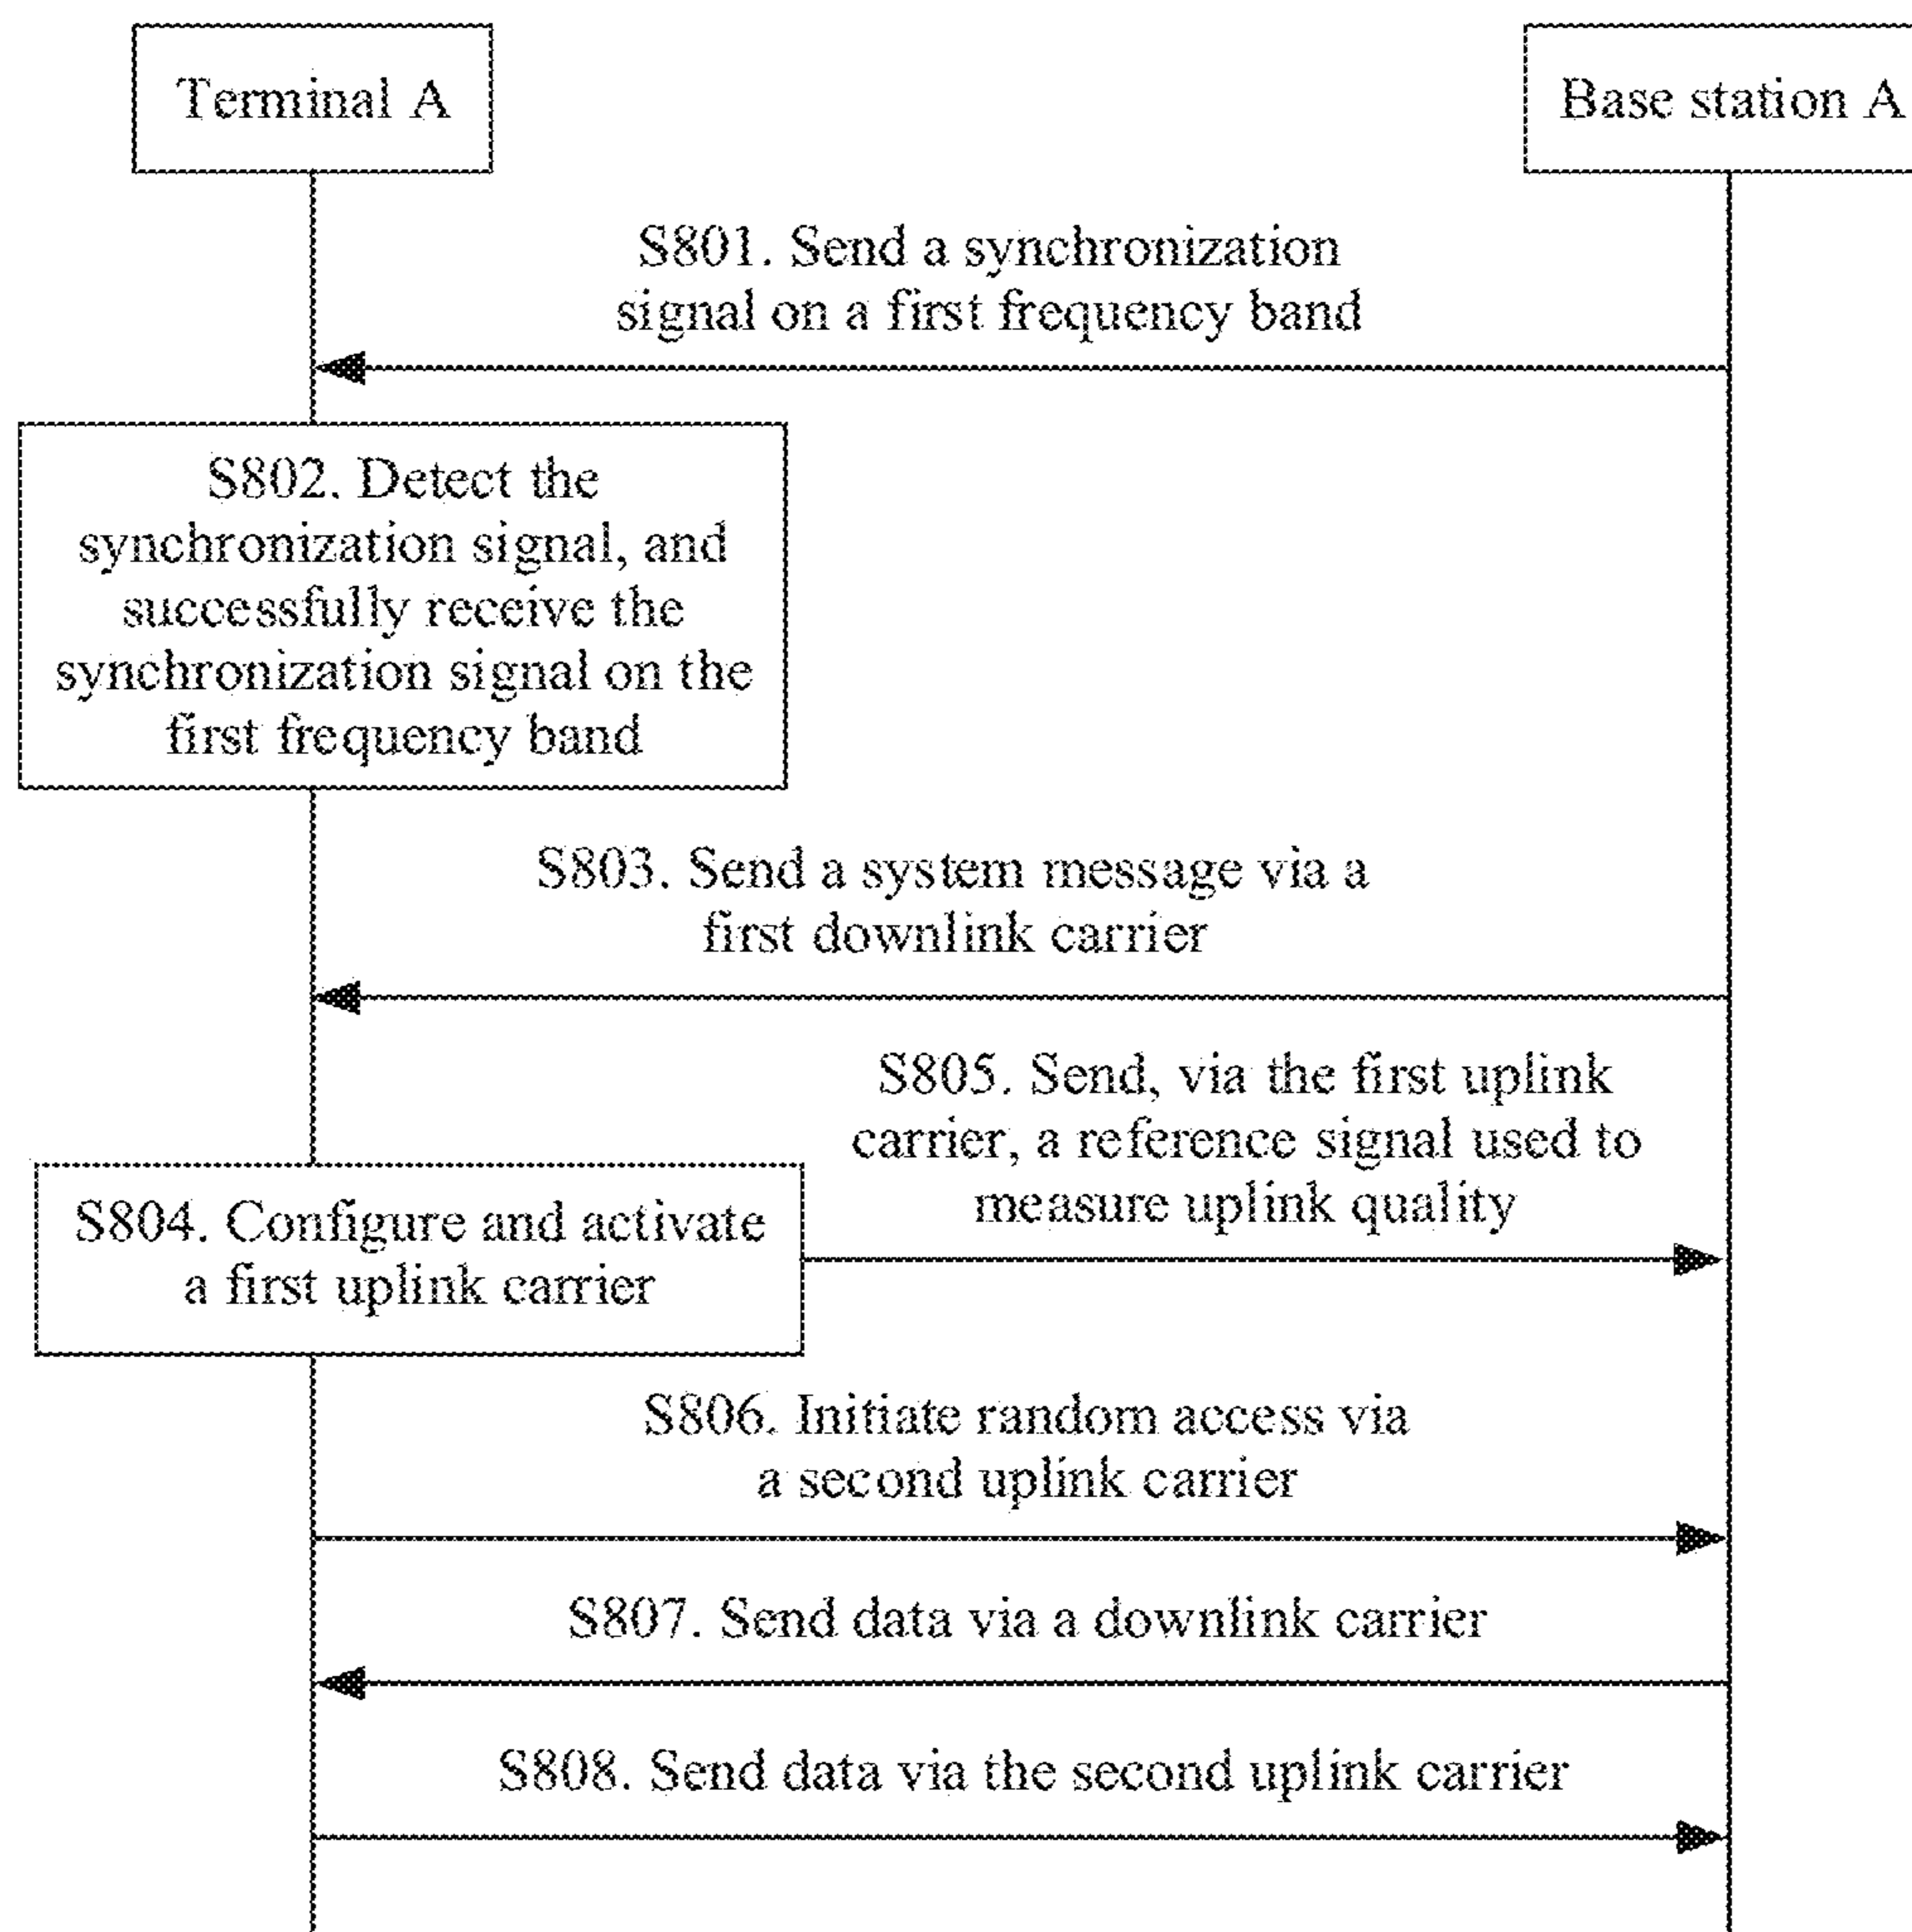 Terminal A
Base station A
S801. Send a synchronization
signal on a first frequency band
S802. Detect the
synchronization signal, and
successfully receive the
synchronization signal on the
first frequency band
S803. Send a system message via a
first downlink carrier
S805. Send, via the first uplink
carrier, a reference signal used to
measure uplink quality
S804. Configure and activate
a first uplink carrier
S806. Initiate random access via
a second uplink carrier
S807. Send data via a downlink carrier
S808. Send data via the second uplink carrier